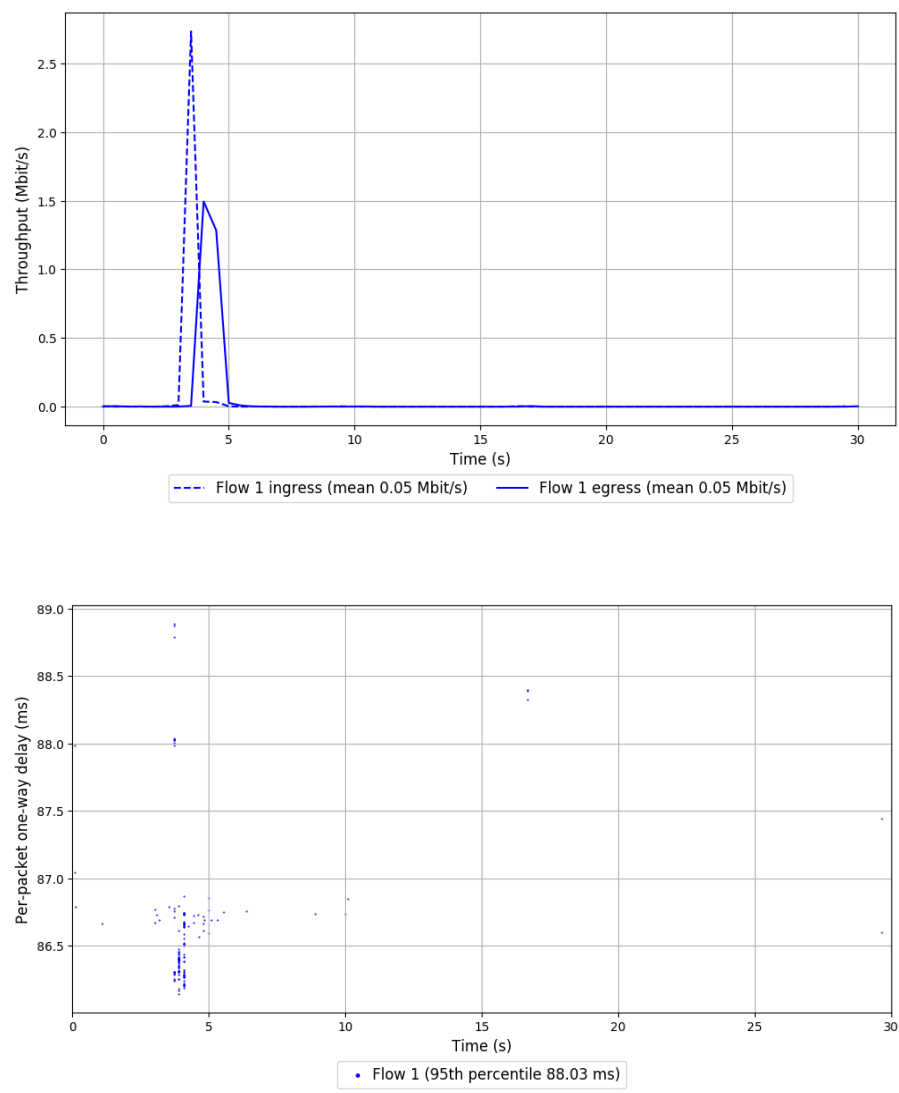 Throughput (Mbit/s)
2.5
2.0
1.5
1.0
0.5
0.0
0 5 10 15 20 25 30
Time (s)
Flow 1 ingress (mean 0.05 Mbit/s) Flow 1 egress (mean 0.05 Mbit/s)
Per-packet one-way delay (ms)
89.0
88.5
88.0
87.5
87.0
86.5
0 5 10 15 20 25 30
Time (s)
Flow 1 (95th percentile 88.03 ms)